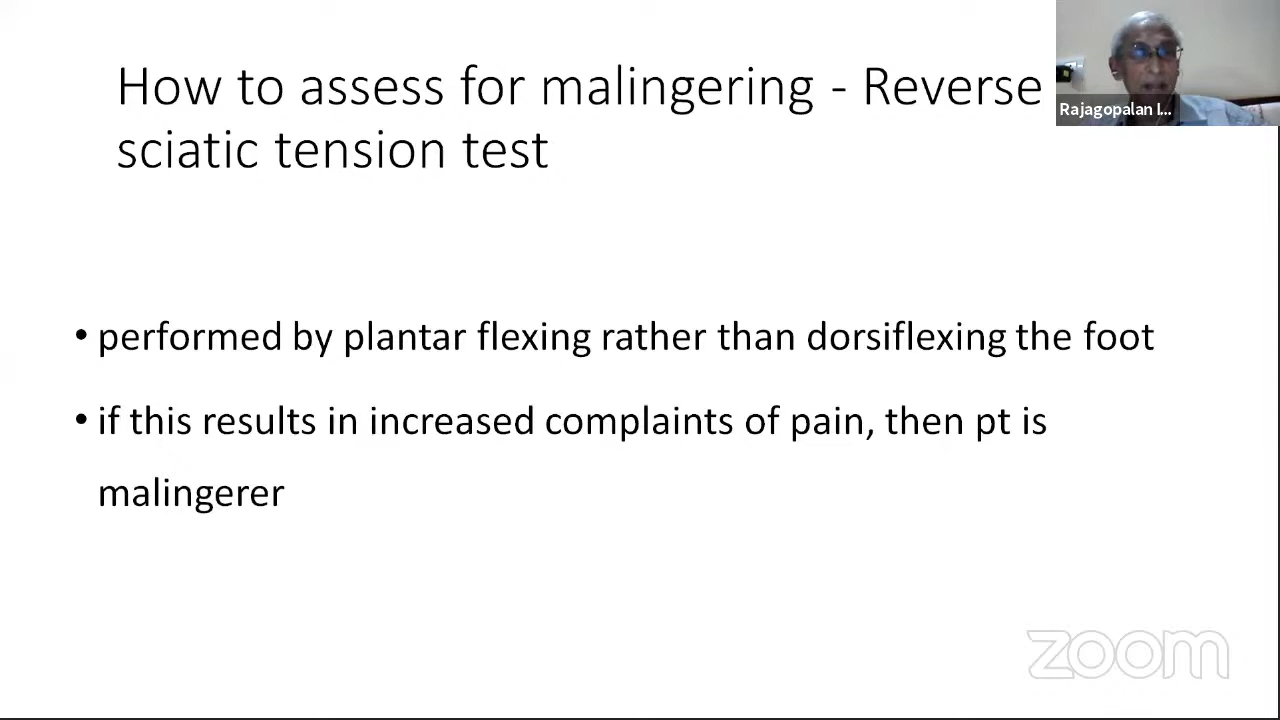 How to assess for malingering - Reverse
sciatic tension test
Rajagopalan I...
• performed by plantar flexing rather than dorsiflexing the foot
• if this results in increased complaints of pain, then pt is
malingerer
zoom